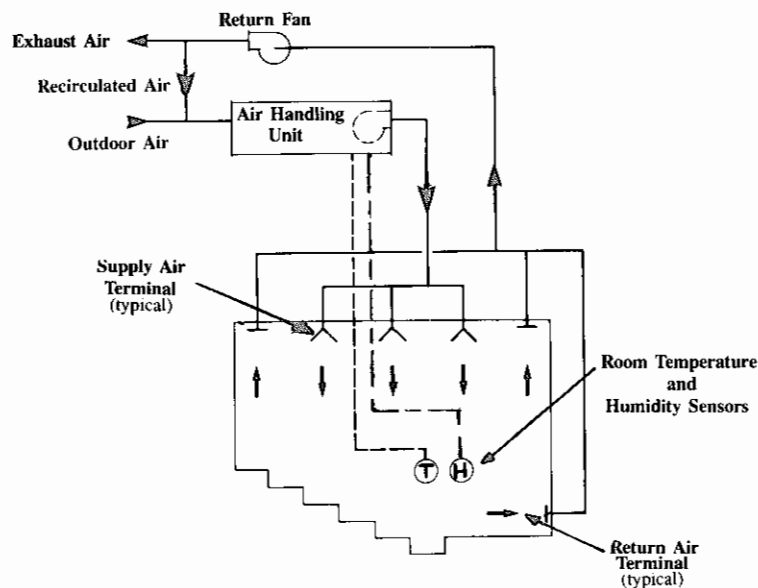 Return Fan
Exhaust Air
Recirculated Air
Air Handling
Unit
Outdoor Air
Supply Air
Terminal
(typical)
Room Temperature
and
Humidity Sensors
T H
Return Air
Terminal
(typical)